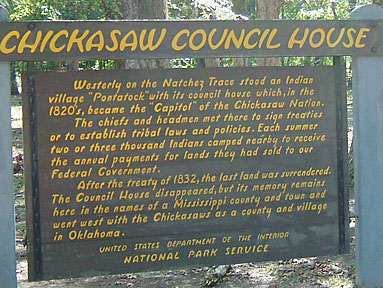 CHICKASAW COUNCIL HOUSE
Westerly on the Natchez Trace stood an Indian
village "Pontatock" with its council house which, in the
1820's, became the "Capitol" of the Chickasaw Nation.
The chiefs and headmen met there to sign treaties
or to establish tribal laws and policies. Each summer
two or three thousand Indians camped nearby to receive
the annual payments for lands they had sold to our
Federal Government.
After the treaty of 1832, the last land was surrendered.
The Council House disappeared, but its memory remains
here in the names of a Mississippi county and town and
went west with the Chickasaws as a county and village
in Oklahoma.
UNITED STATES DEPARTMENT OF THE INTERIOR
NATIONAL PARK SERVICE